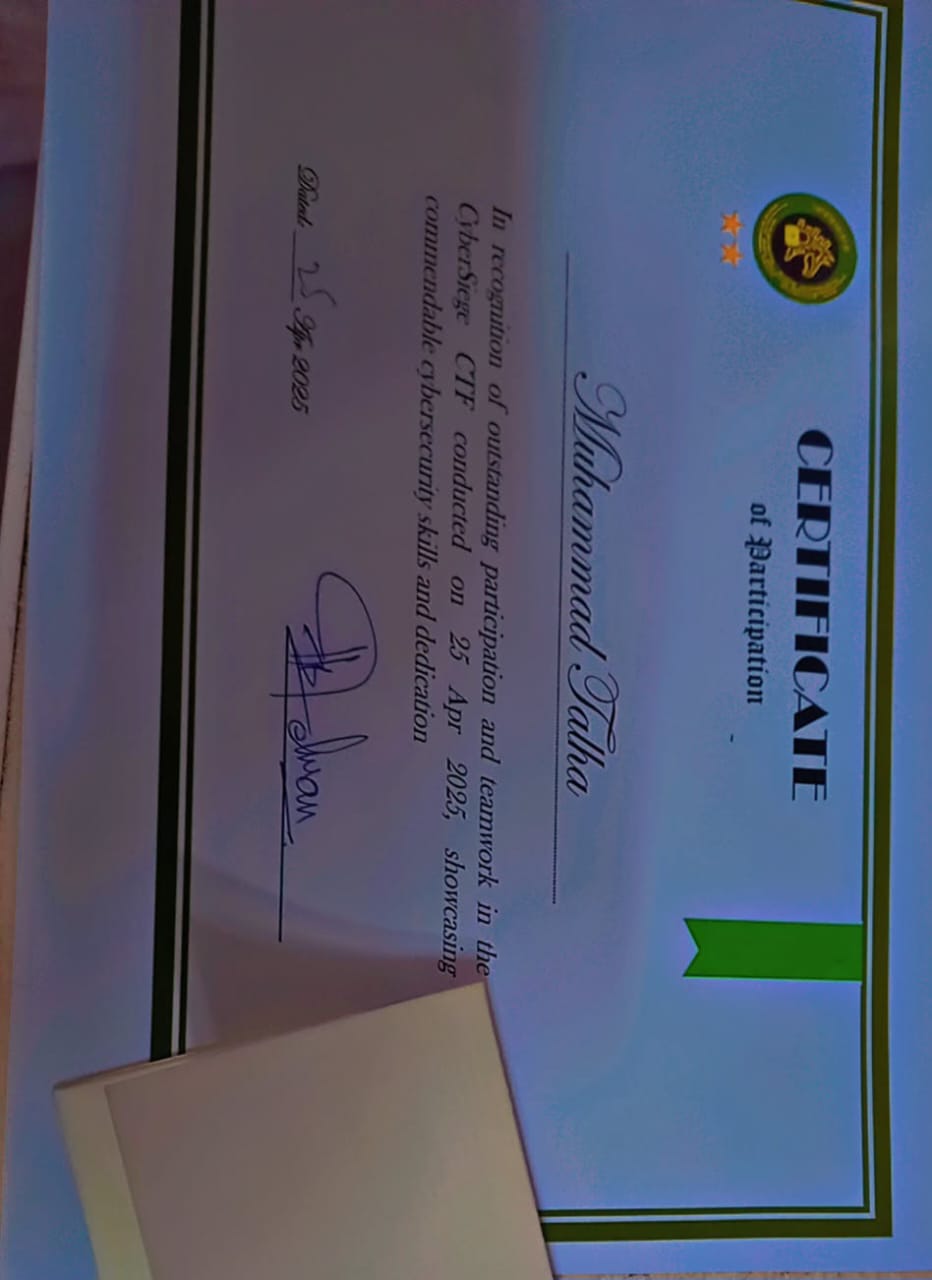 CERTIFICATE
of Participation
Muhammad Talha
In recognition of outstanding participation and teamwork in the
CyberSiege CTF conducted on 25 Apr 2025, showcasing
commendable cybersecurity skills and dedication
Dated: 25 Apr 2025